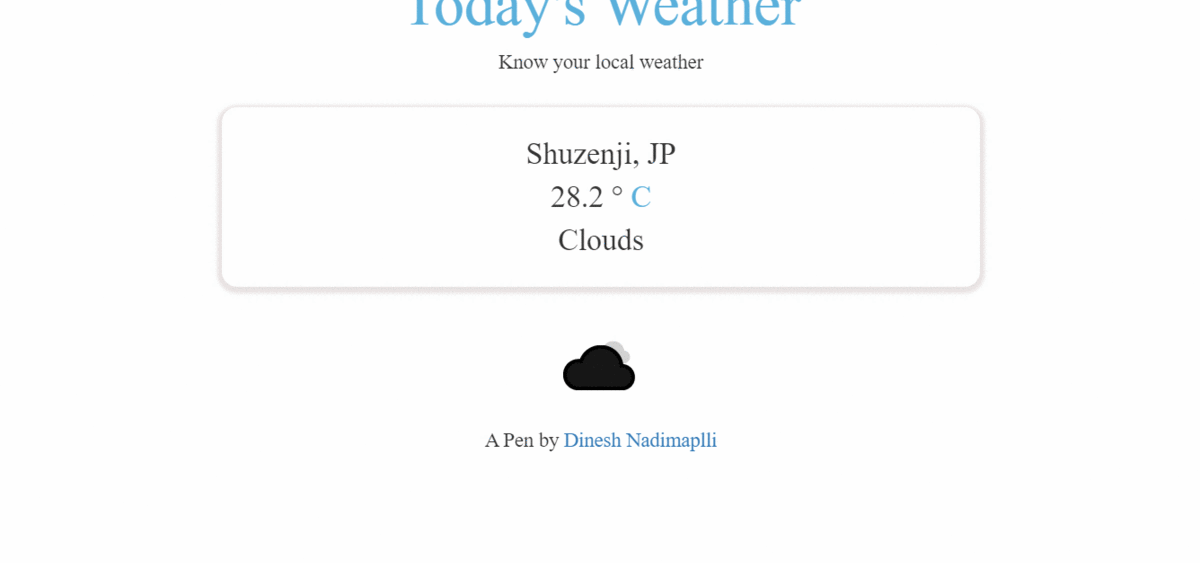 Today's Weather
Know your local weather
Shuzenji, JP
28.2 ° C
Clouds
A Pen by Dinesh Nadimaplli